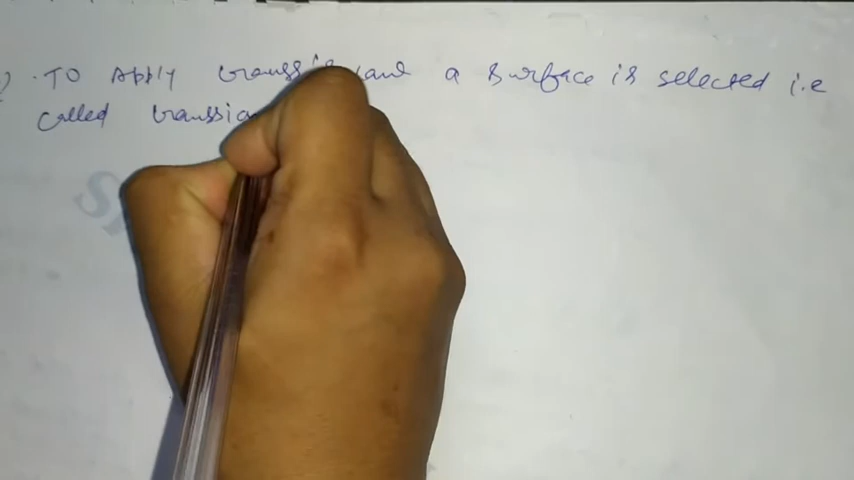 . To Apply a surface is selected i.e
called